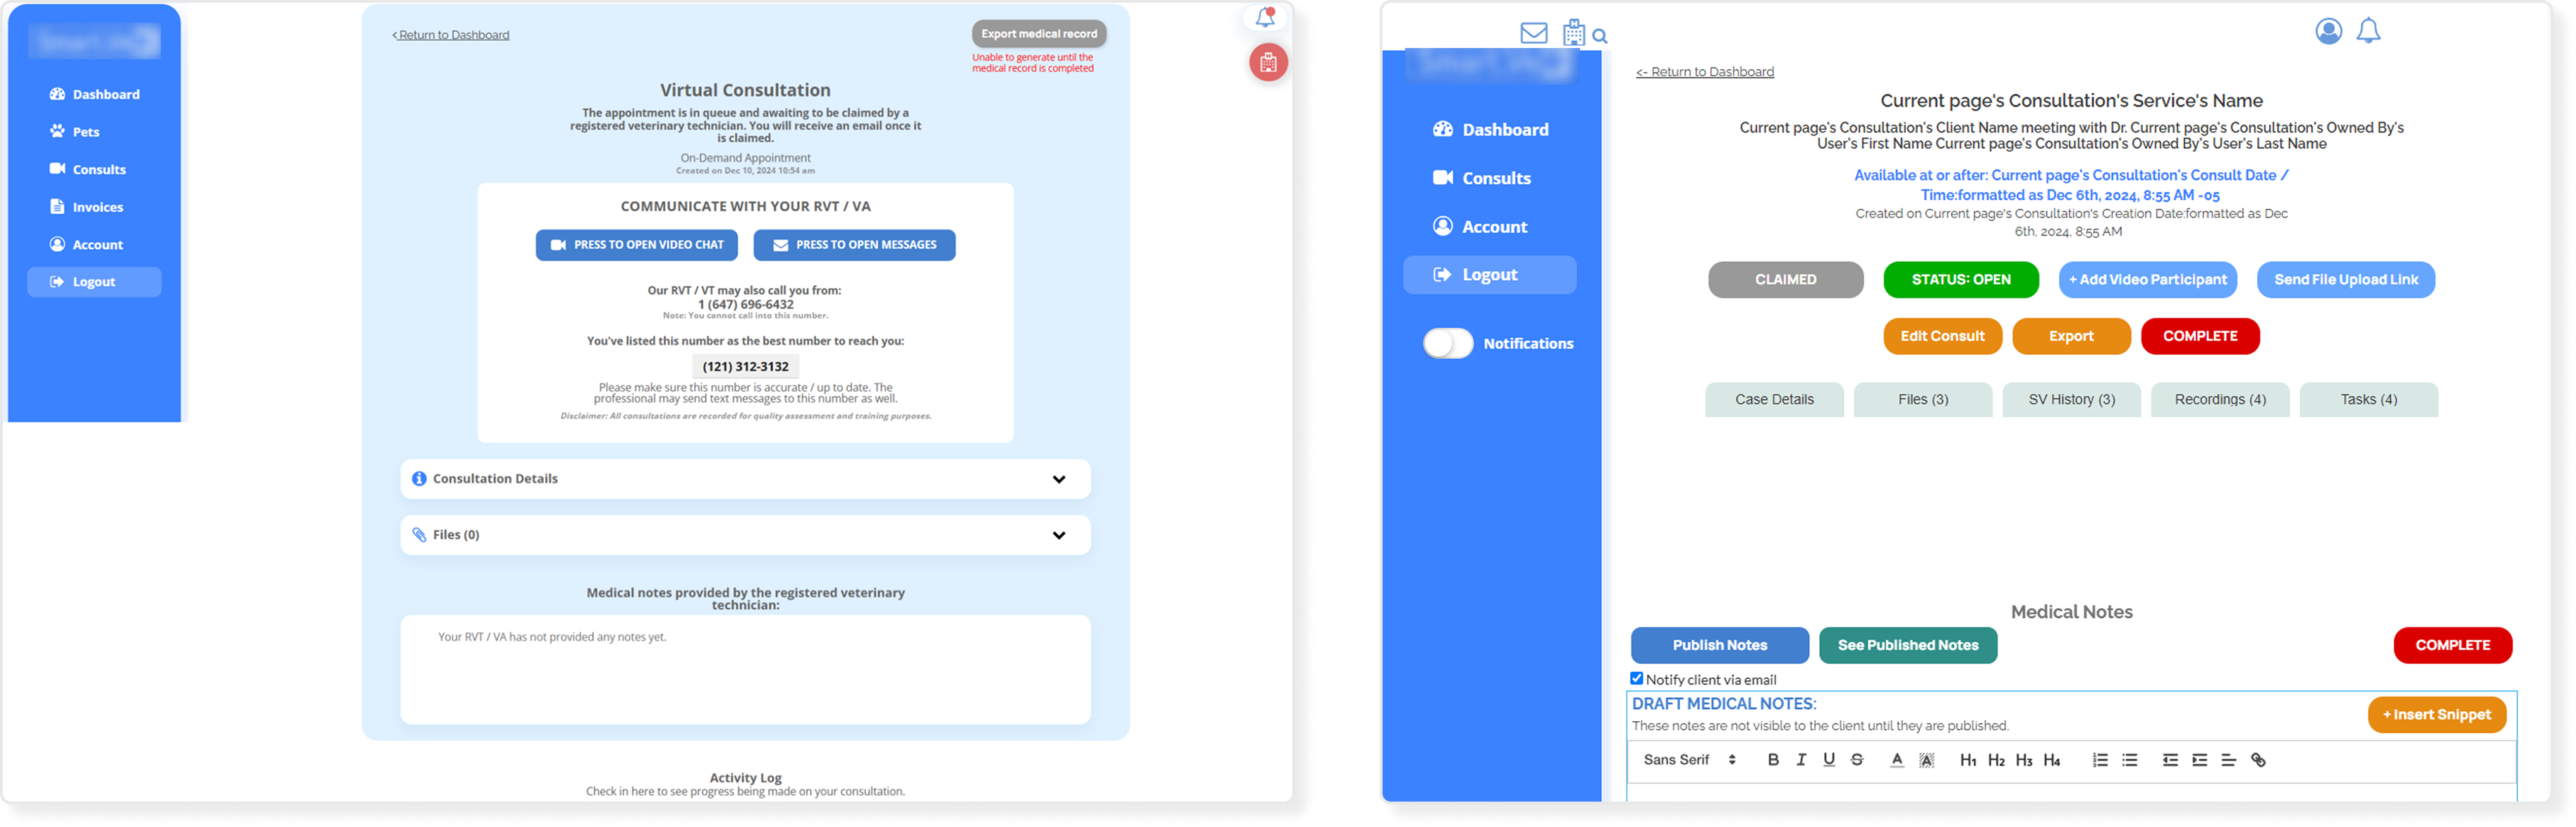 Dashboard
Pets
Consults
Invoices
Account
Logout
Return to Dashboard
Export medical record
Unable to generate until the
medical record is completed
Virtual Consultation
The appointment is in queue and awaiting to be claimed by a
registered veterinary technician. You will receive an email once it
is claimed.
On-Demand Appointment
Created on Dec 10, 2024 10:54 am
COMMUNICATE WITH YOUR RVT / VA
PRESS TO OPEN VIDEO CHAT
PRESS TO OPEN MESSAGES
Our RVT / VT may also call you from:
1 (647) 696-6432
Note: You cannot call into this number.
You've listed this number as the best number to reach you:
(121) 312-3132
Please make sure this number is accurate / up to date. The
professional may send text messages to this number as well.
Disclaimer: All consultations are recorded for quality assessment and training purposes.
Consultation Details
Files (0)
Medical notes provided by the registered veterinary
technician:
Your RVT / VA has not provided any notes yet.
Activity Log
Check in here to see progress being made on your consultation.
Dashboard
Consults
Account
Logout
Notifications
<- Return to Dashboard
Current page's Consultation's Service's Name
Current page's Consultation's Client Name meeting with Dr. Current page's Consultation's Owned By's
User's First Name Current page's Consultation's Owned By's User's Last Name
Available at or after: Current page's Consultation's Consult Date /
Time:formatted as Dec 6th, 2024, 8:55 AM -05
Created on Current page's Consultation's Creation Date:formatted as Dec
6th, 2024, 8:55 AM
CLAIMED
STATUS: OPEN
+ Add Video Participant
Send File Upload Link
Edit Consult
Export
COMPLETE
Case Details
Files (3)
SV History (3)
Recordings (4)
Tasks (4)
Medical Notes
Publish Notes
See Published Notes
COMPLETE
Notify client via email
DRAFT MEDICAL NOTES:
These notes are not visible to the client until they are published.
+ Insert Snippet
Sans Serif
B I U S A A H1 H2 H3 H4